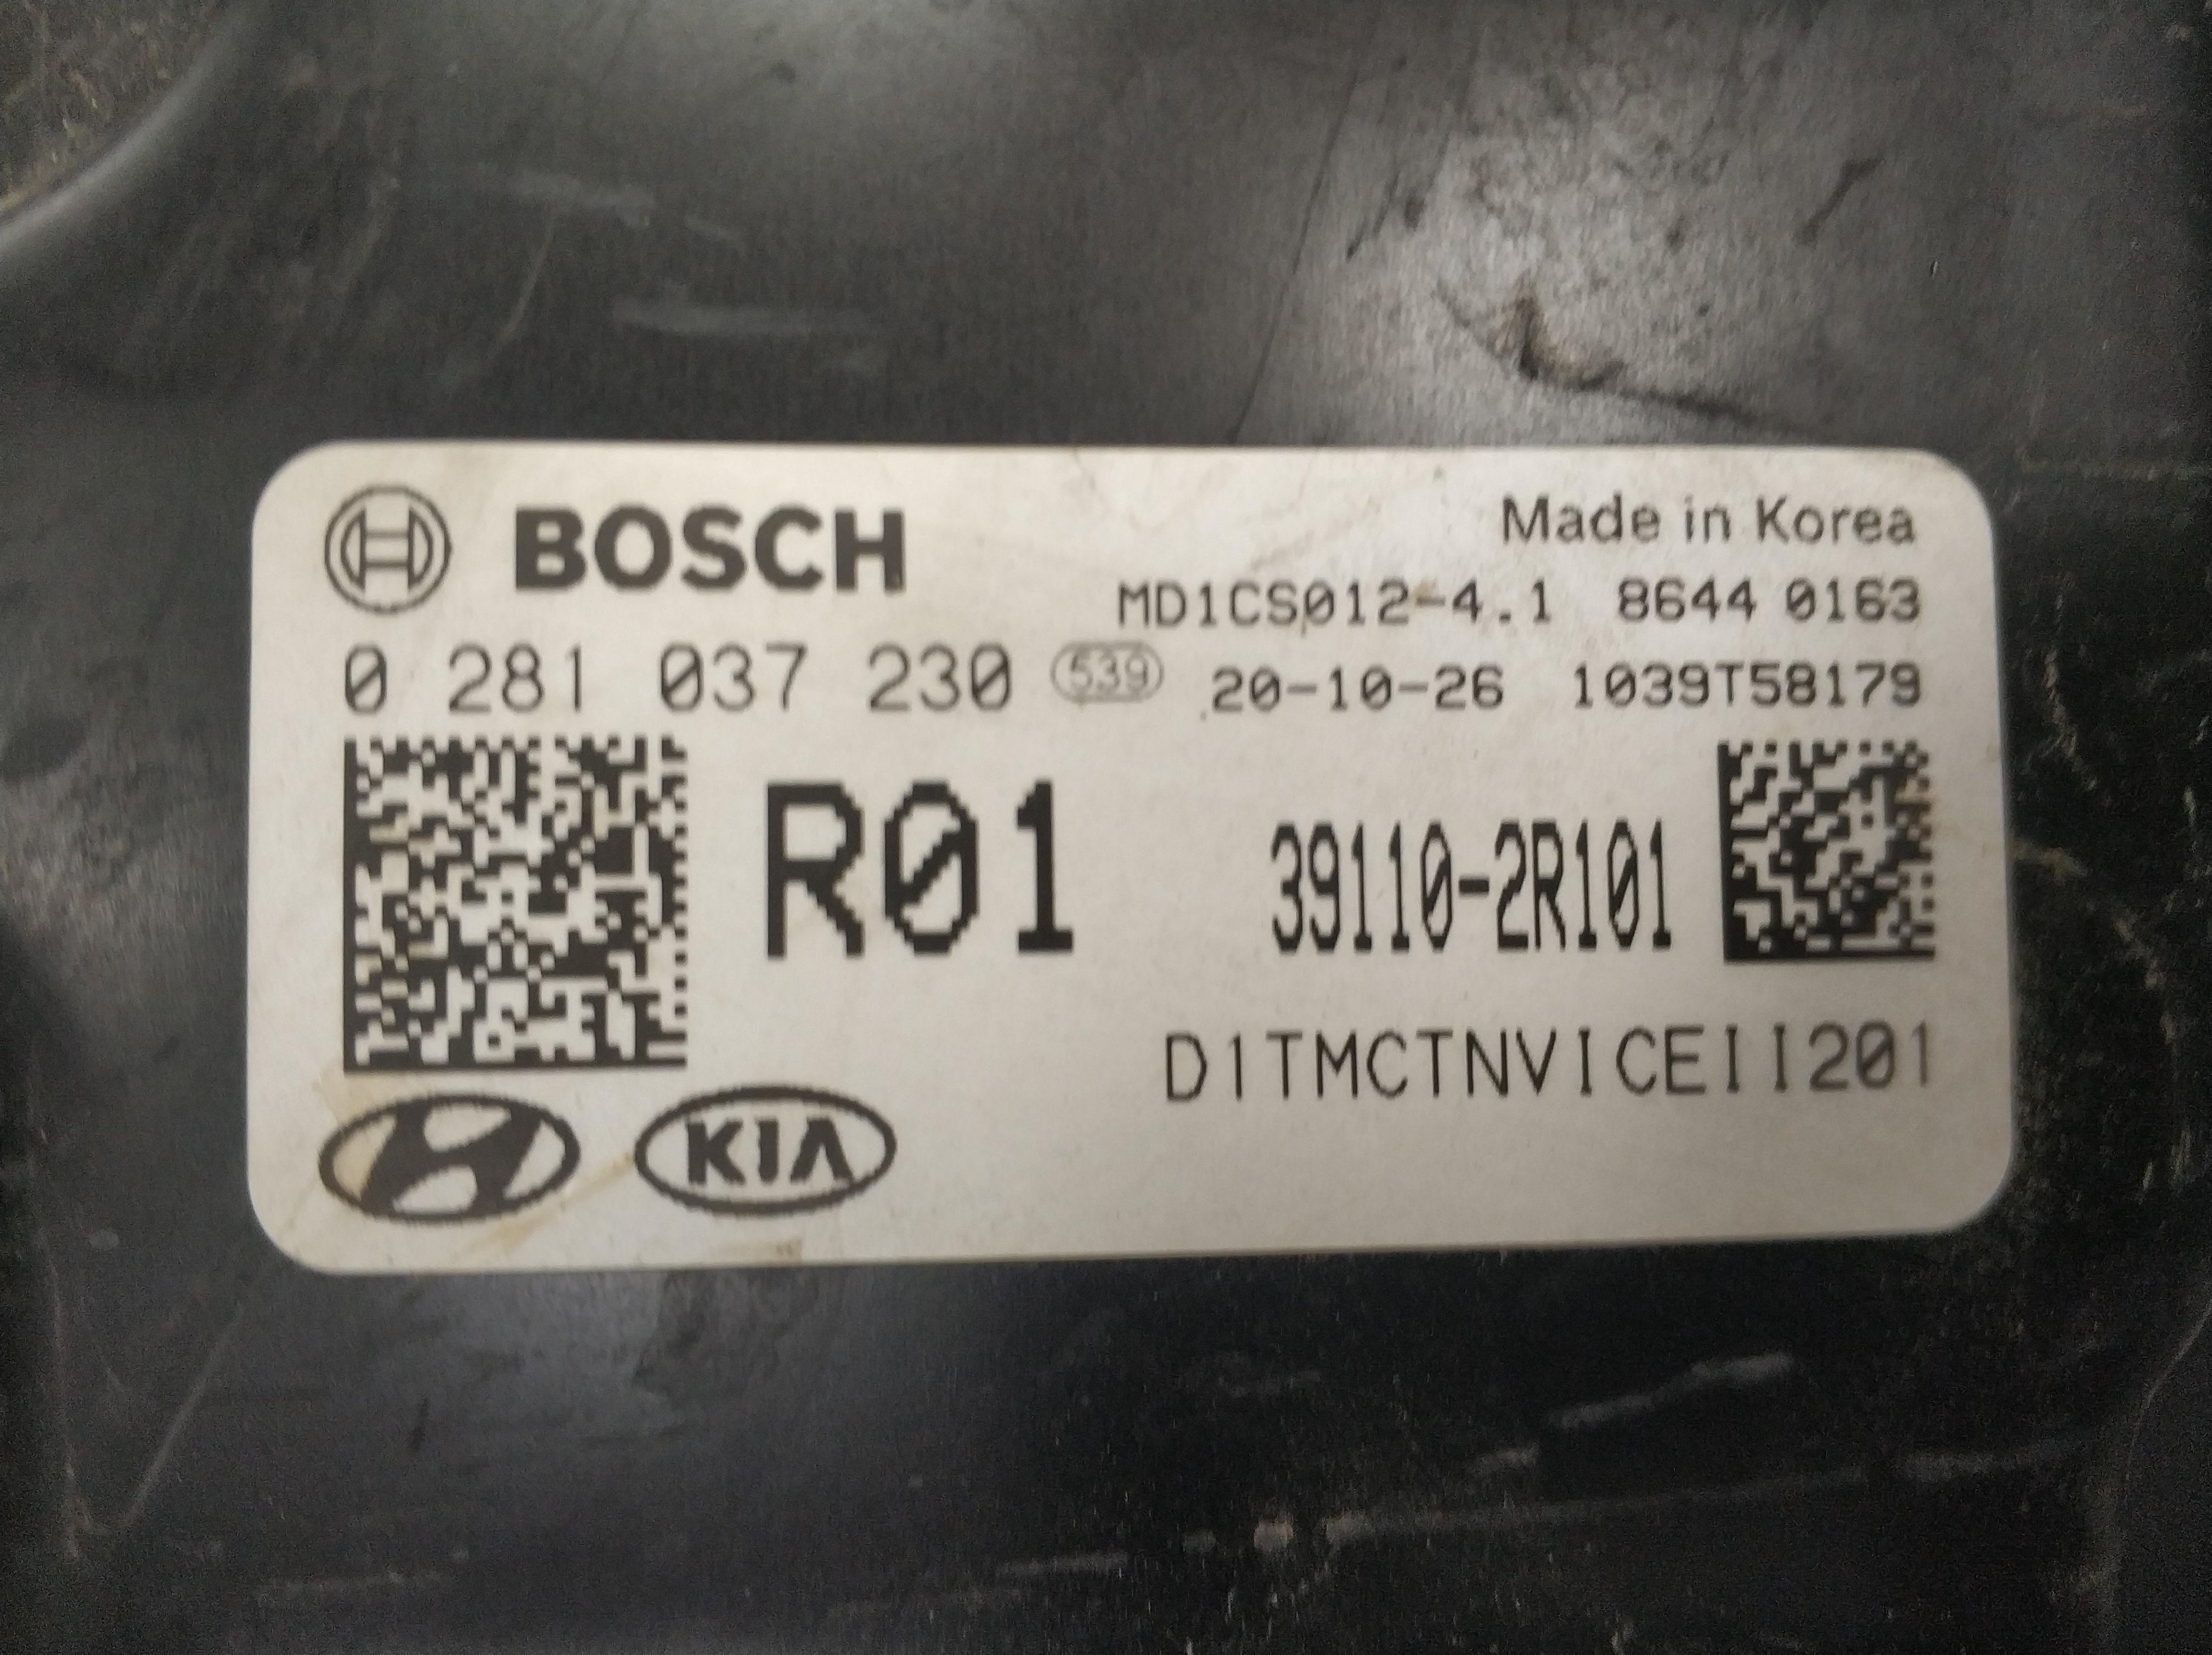 BOSCH
Made in Korea
MD1CS012-4.1 8644 0163
0 281 037 230 539 20-10-26 1039T58179
R01 39110-2R101
D1TMCTNVICEII201
KIA